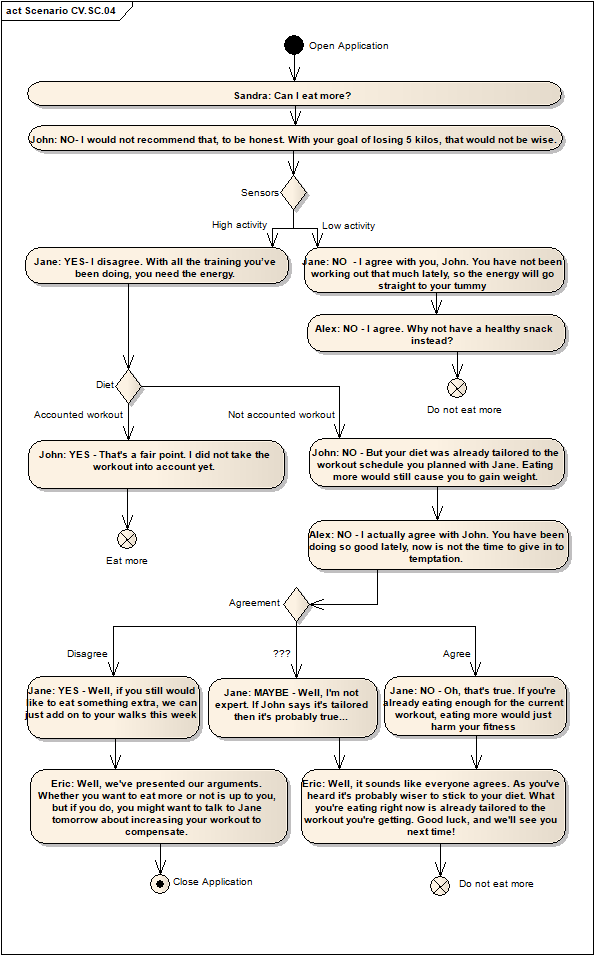 act Scenario CV.SC.04
Open Application
Sandra: Can I eat more?
John: NO- I would not recommend that, to be honest. With your goal of losing 5 kilos, that would not be wise.
Sensors
High activity
Low activity
Jane: YES- I disagree. With all the training you've
been doing, you need the energy.
Jane: NO - I agree with you, John. You have not been
working out that much lately, so the energy will go
straight to your tummy
Alex: NO - I agree. Why not have a healthy snack
instead?
Do not eat more
Diet
Accounted workout
Not accounted workout
John: YES - That's a fair point. I did not take the
workout into account yet.
John: NO - But your diet was already tailored to the
workout schedule you planned with Jane. Eating
more would still cause you to gain weight.
Eat more
Alex: NO - I actually agree with John. You have been
doing so good lately, now is not the time to give in to
temptation.
Agreement
Disagree
???
Agree
Jane: YES - Well, if you still would
like to eat something extra, we can
just add on to your walks this week
Jane: MAYBE - Well, I'm not
expert. If John says it's tailored
then it's probably true...
Jane: NO - Oh, that's true. If you're
already eating enough for the current
workout, eating more would just
harm your fitness
Eric: Well, we've presented our arguments.
Whether you want to eat more or not is up to you,
but if you do, you might want to talk to Jane
tomorrow about increasing your workout to
compensate.
Eric: Well, it sounds like everyone agrees. As you've
heard it's probably wiser to stick to your diet. What
you're eating right now is already tailored to the
workout you're getting. Good luck, and we'll see you
next time!
Close Application
Do not eat more